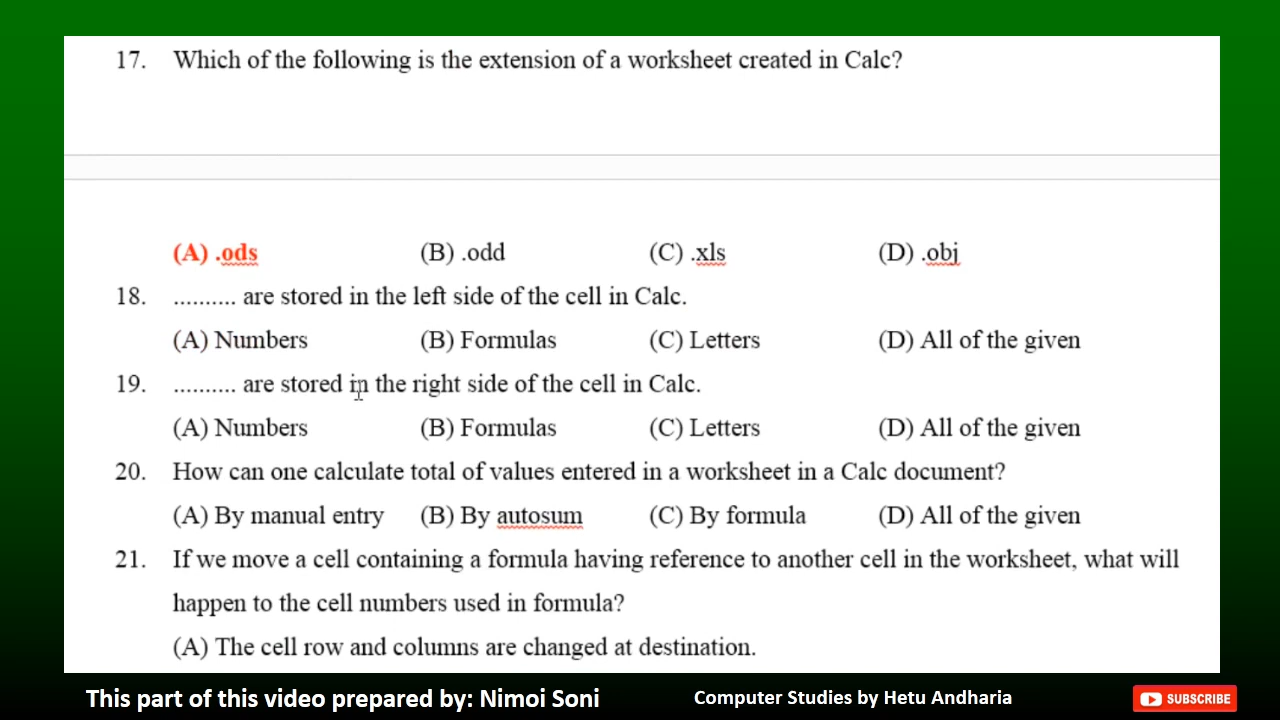 17. Which of the following is the extension of a worksheet created in Calc?
(A) .ods (B) .odd (C) .xls (D) .obj
18. .......... are stored in the left side of the cell in Calc.
(A) Numbers (B) Formulas (C) Letters (D) All of the given
19. .......... are stored in the right side of the cell in Calc.
(A) Numbers (B) Formulas (C) Letters (D) All of the given
20. How can one calculate total of values entered in a worksheet in a Calc document?
(A) By manual entry (B) By autosum (C) By formula (D) All of the given
21. If we move a cell containing a formula having reference to another cell in the worksheet, what will
happen to the cell numbers used in formula?
(A) The cell row and columns are changed at destination.
This part of this video prepared by: Nimoi Soni Computer Studies by Hetu Andharia SUBSCRIBE